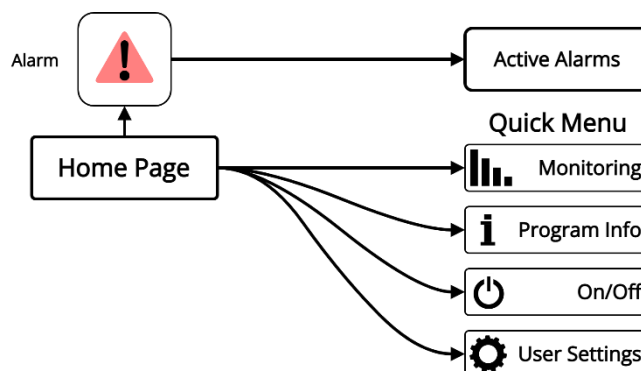 Alarm
Active Alarms
Quick Menu
Home Page
Monitoring
Program Info
On/Off
User Settings